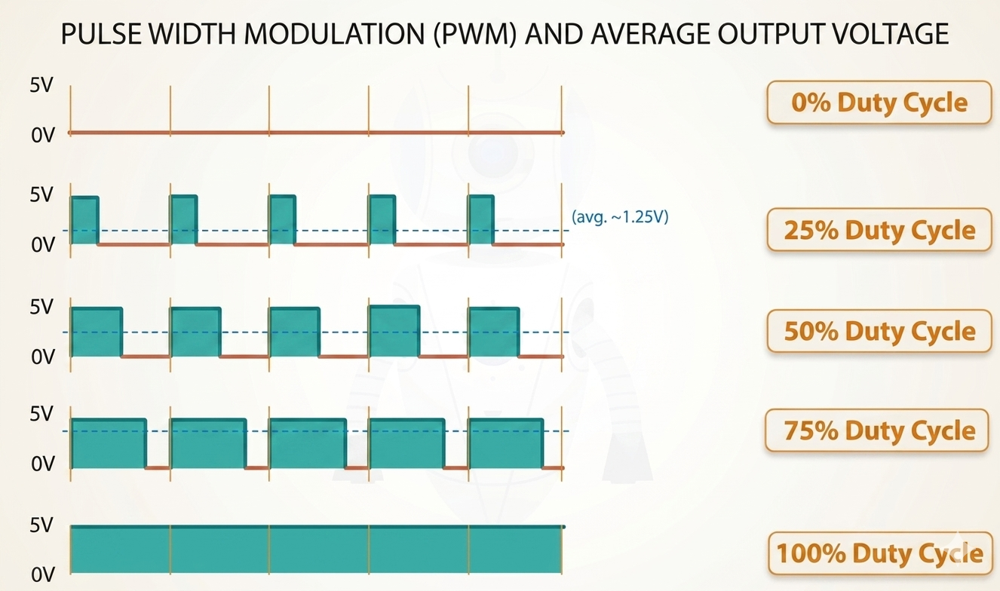 PULSE WIDTH MODULATION (PWM) AND AVERAGE OUTPUT VOLTAGE
5V
0V
0% Duty Cycle
5V
0V
(avg. ~1.25V)
25% Duty Cycle
5V
0V
50% Duty Cycle
5V
0V
75% Duty Cycle
5V
0V
100% Duty Cycle